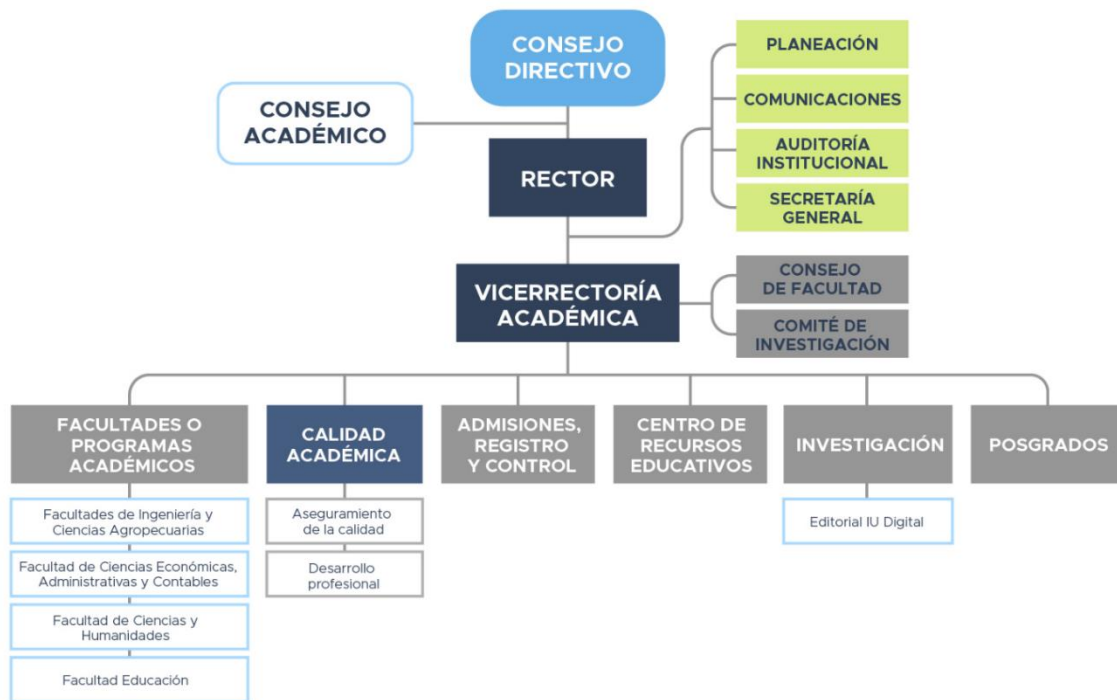 CONSEJO
DIRECTIVO
CONSEJO
ACADÉMICO
RECTOR
PLANEACIÓN
COMUNICACIONES
AUDITORÍA
INSTITUCIONAL
SECRETARÍA
GENERAL
VICERRECTORÍA
ACADÉMICA
CONSEJO
DE FACULTAD
COMITÉ DE
INVESTIGACIÓN
FACULTADES O
PROGRAMAS
ACADÉMICOS
Facultades de Ingeniería y
Ciencias Agropecuarias
Facultad de Ciencias Económicas,
Administrativas y Contables
Facultad de Ciencias y
Humanidades
Facultad Educación
CALIDAD
ACADÉMICA
Aseguramiento
de la calidad
Desarrollo
profesional
ADMISIONES,
REGISTRO
Y CONTROL
CENTRO DE
RECURSOS
EDUCATIVOS
INVESTIGACIÓN
Editorial IU Digital
POSGRADOS